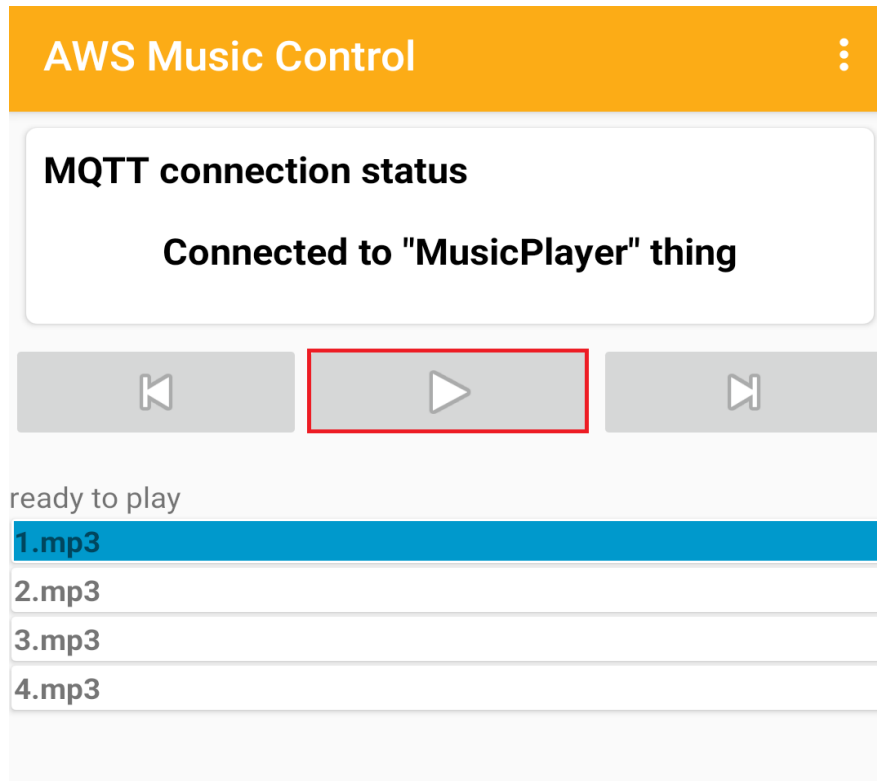 AWS Music Control
MQTT connection status
Connected to "MusicPlayer" thing
ready to play
1.mp3
2.mp3
3.mp3
4.mp3